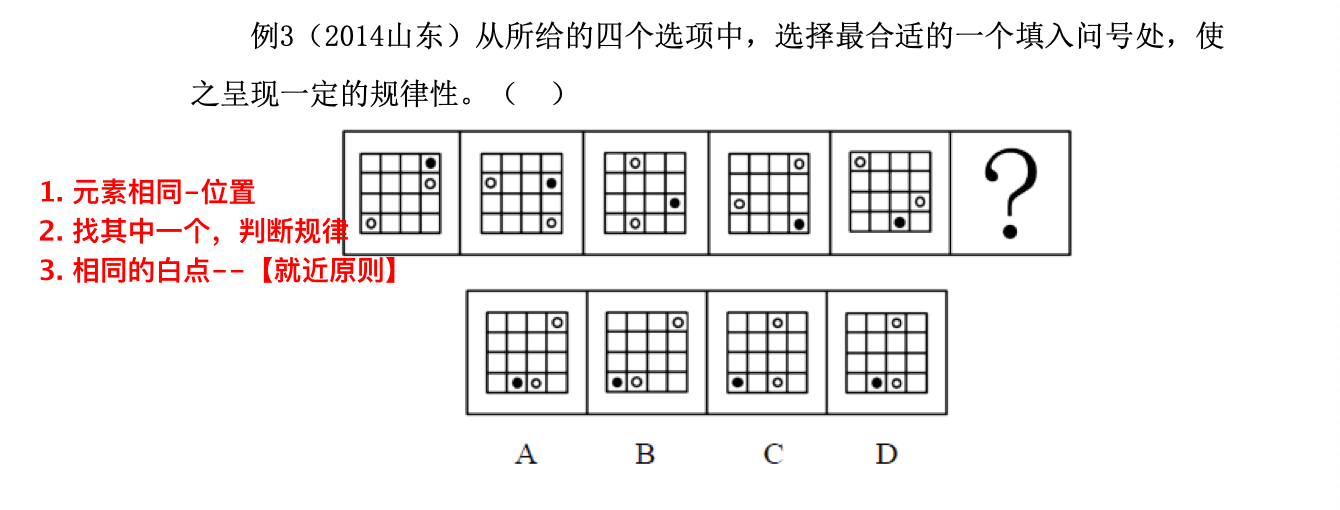 例3（2014山东）从所给的四个选项中，选择最合适的一个填入问号处，使
之呈现一定的规律性。（　）
1. 元素相同-位置
2. 找其中一个，判断规律
3. 相同的白点--【就近原则】
?
A B C D